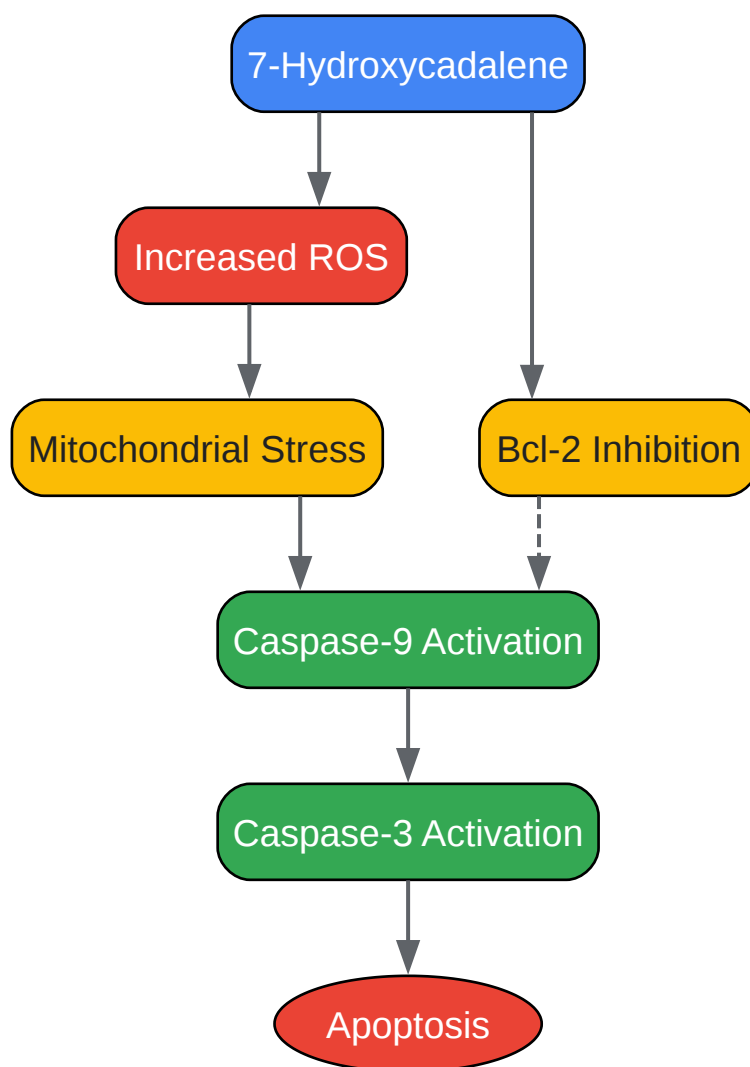 7-Hydroxycadalene
Increased ROS
Mitochondrial Stress
Bcl-2 Inhibition
Caspase-9 Activation
Caspase-3 Activation
Apoptosis